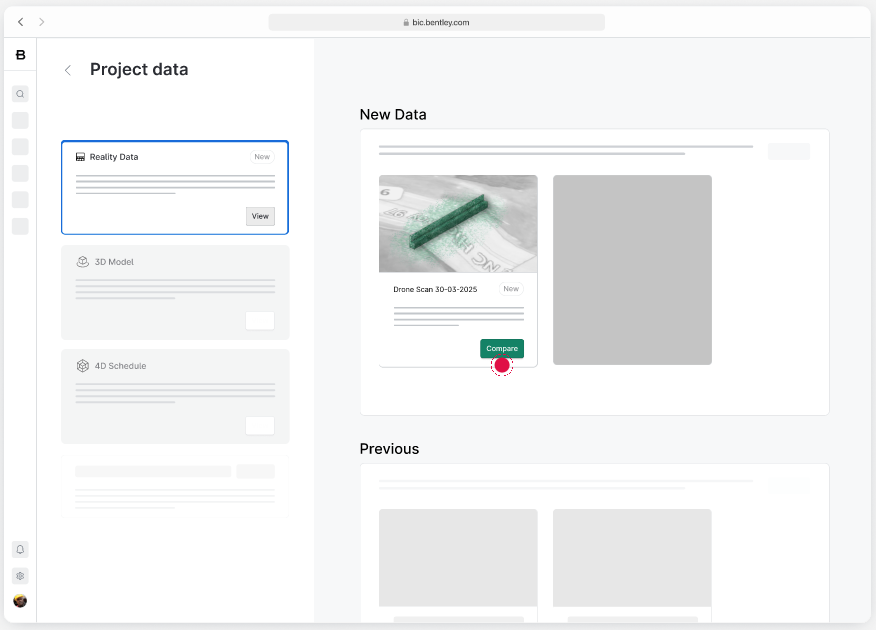 bic.bentley.com
B
Project data
Reality Data
New
View
3D Model
4D Schedule
New Data
Drone Scan 30-03-2025
New
Compare
Previous